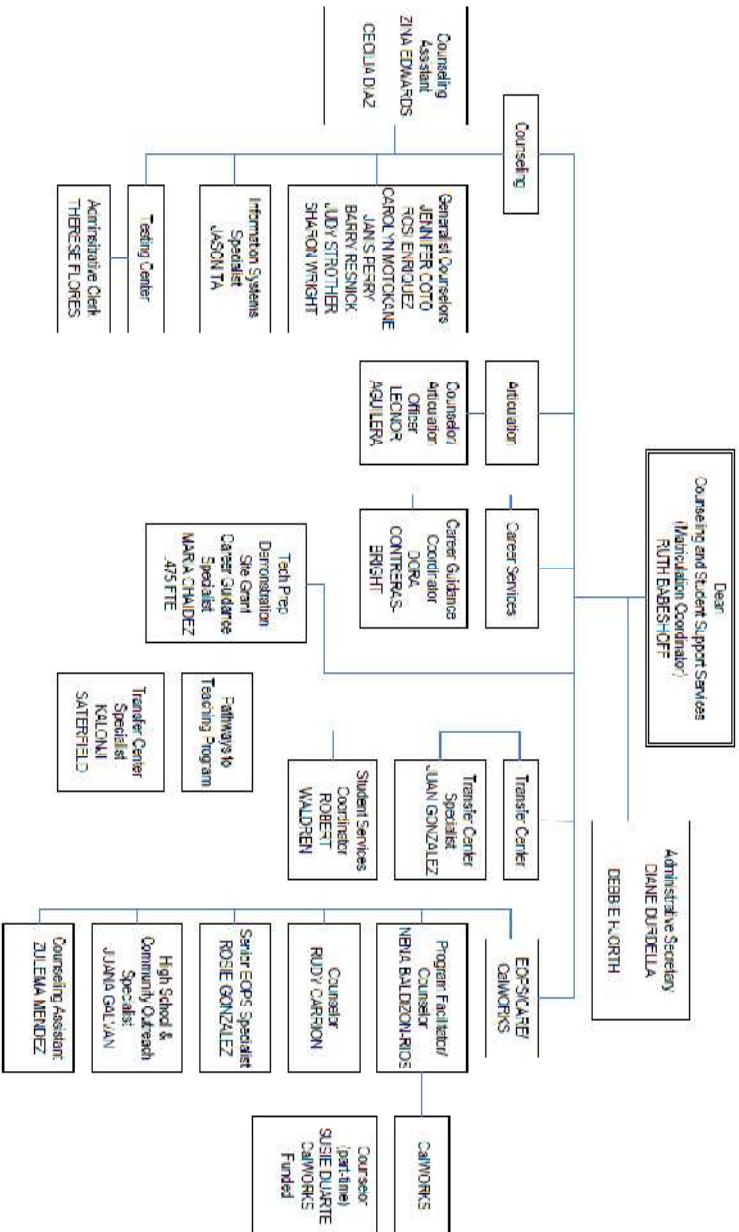 Dean
Counseling and Student Support Services
(Matriculation Coordinator)
RUTH BABESHOFF
Administrative Secretary
DIANE DURDELLA
DEBBIE HJORTH
Counseling
Articulation
Career Services
Transfer Center
EOPS/CARE/
CalWORKS
Counseling
Assistant
ZINA EDWARDS
CECILIA DIAZ
Generalist Counselors
JENNIFER COTO
ROSI ENRIQUEZ
CAROLYN MOTOKANE
JANIS PERRY
BARRY RESNICK
JUDY STROTHER
SHARON WRIGHT
Information Systems
Specialist
JASON TA
Testing Center
Adminsitrative Clerk
THERESE FLORES
Counselor/
Articulation
Officer
LEONOR
AGUILERA
Career Guidance
Coordinator
DORA
CONTRERAS-
BRIGHT
Tech Prep
Demonstration
Site Grant
Career Guidance
Specialist
MARIA CHAIDEZ
.475 FTE
Transfer Center
Specialist
JUAN GONZALEZ
Student Services
Coordinator
ROBERT
WALDREN
Pathways to
Teaching Program
Transfer Center
Specialist
KALONJI
SATERFIELD
Program Facilitator/
Counselor
NENA BALDIZON-RIOS
Counselor
RUDY CARRION
Senior EOPS Specialist
ROSIE GONZALEZ
High School &
Community Outreach
Specialist
JUANA GALVAN
Counseling Assistant
ZULEMA MENDEZ
CalWORKS
Counselor
(part-time)
SUSIE DUARTE
CalWORKS
Funded